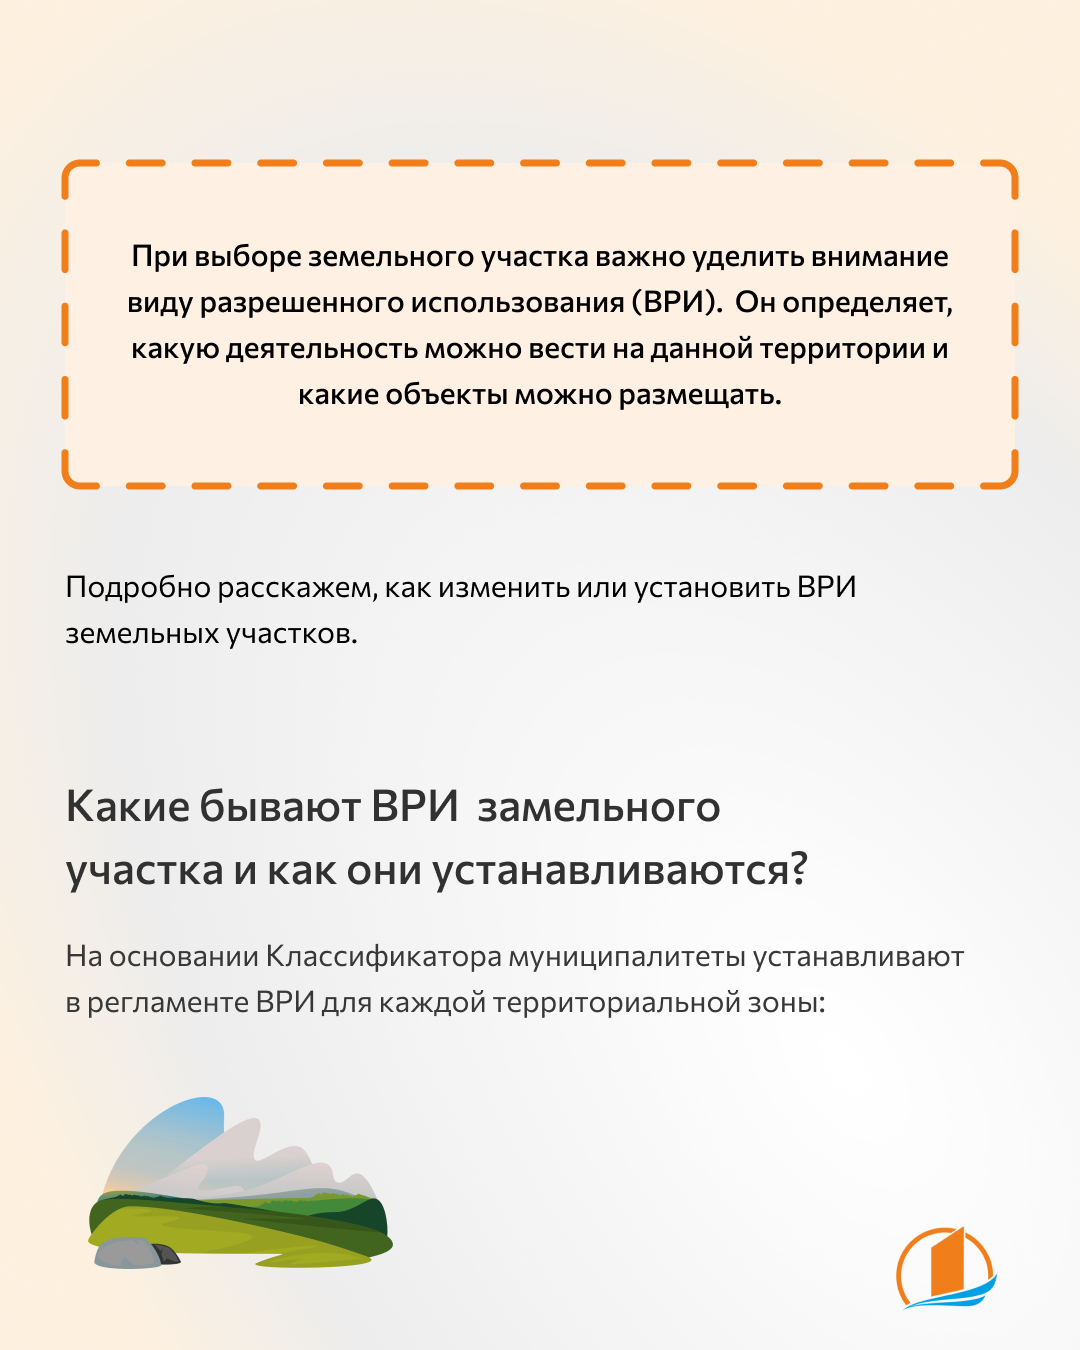 При выборе земельного участка важно уделить внимание
виду разрешенного использования (ВРИ).  Он определяет,
какую деятельность можно вести на данной территории и
какие объекты можно размещать.
Подробно расскажем, как изменить или установить ВРИ
земельных участков.
Какие бывают ВРИ  замельного
участка и как они устанавливаются?
На основании Классификатора муниципалитеты устанавливают
в регламенте ВРИ для каждой территориальной зоны: